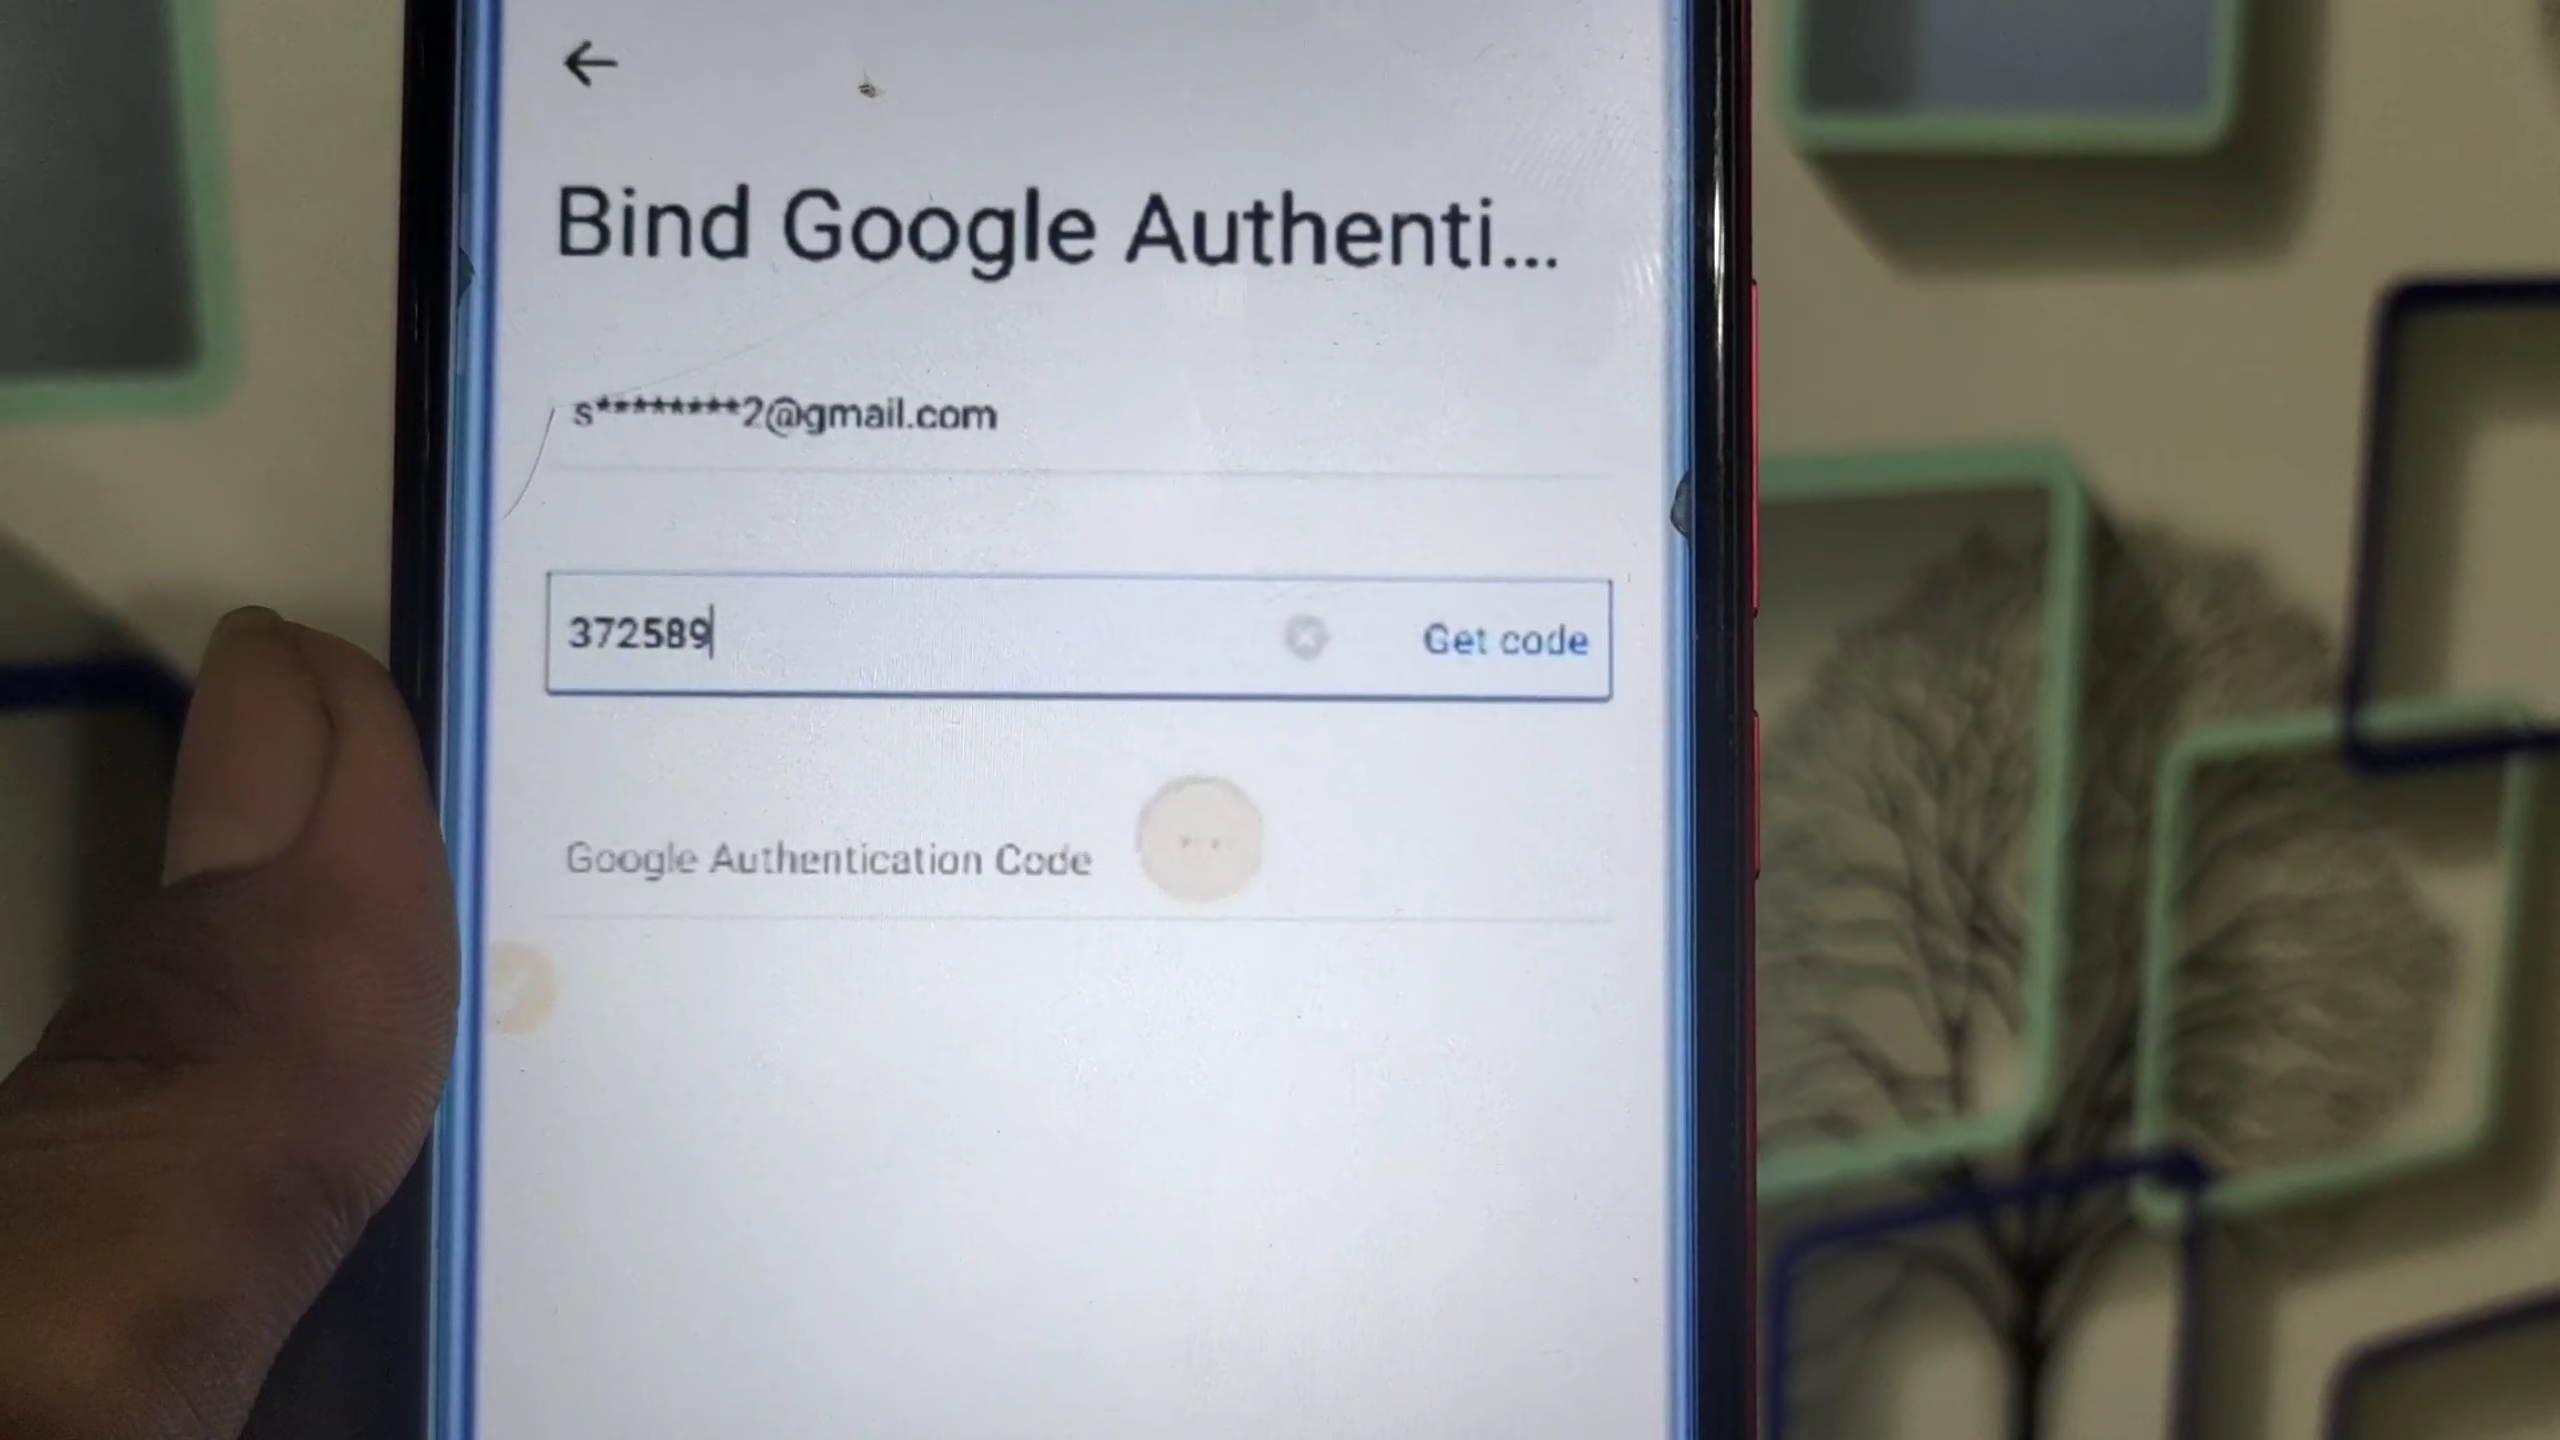 Bind Google Authenti...
s********2@gmail.com
372589
Get code
Google Authentication Code